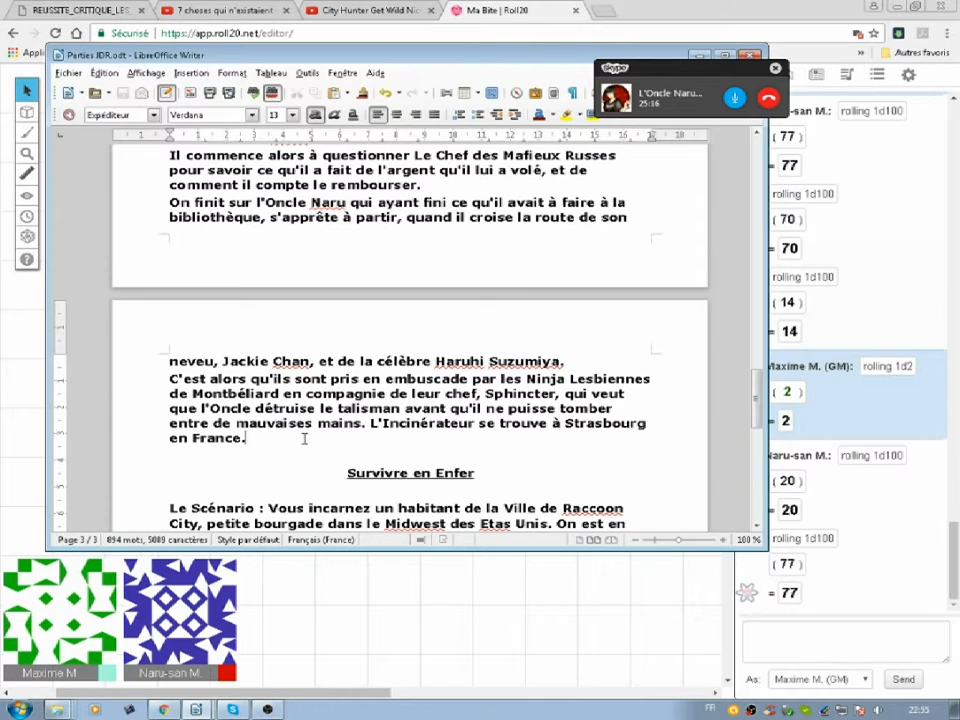 REUSSITE_CRITIQUE_LES_
7 choses qui n'existaient
City Hunter Get Wild Nic
Ma Bite | Roll20
Sécurisé
https://app.roll20.net/editor/
Autres favoris
Parties JDR.odt - LibreOffice Writer
Fichier Édition Affichage Insertion Format Tableau Outils Fenêtre Aide
Expéditeur
Verdana
13
skype
L'Oncle Naru...
25:16
Il commence alors à questionner Le Chef des Mafieux Russes
pour savoir ce qu'il a fait de l'argent qu'il lui a volé, et de
comment il compte le rembourser.
On finit sur l'Oncle Naru qui ayant fini ce qu'il avait à faire à la
bibliothèque, s'apprête à partir, quand il croise la route de son
neveu, Jackie Chan, et de la célèbre Haruhi Suzumiya,
C'est alors qu'ils sont pris en embuscade par les Ninja Lesbiennes
de Montbéliard en compagnie de leur chef, Sphincter, qui veut
que l'Oncle détruise le talisman avant qu'il ne puisse tomber
entre de mauvaises mains. L'Incinérateur se trouve à Strasbourg
en France.
Survivre en Enfer
Le Scénario : Vous incarnez un habitant de la Ville de Raccoon
City, petite bourgade dans le Midwest des Etas Unis. On est en
Page 3 / 3
894 mots, 5089 caractères
Style par défaut
Français (France)
100 %
rolling 1d100
( 77 )
= 77
rolling 1d100
( 70 )
= 70
rolling 1d100
( 14 )
= 14
Maxime M. (GM): rolling 1d2
( 2 )
= 2
Naru-san M.: rolling 1d100
( 20 )
= 20
rolling 1d100
( 77 )
= 77
Maxime M.
Naru-san M.
As: Maxime M. (GM)
Send
FR
22:55